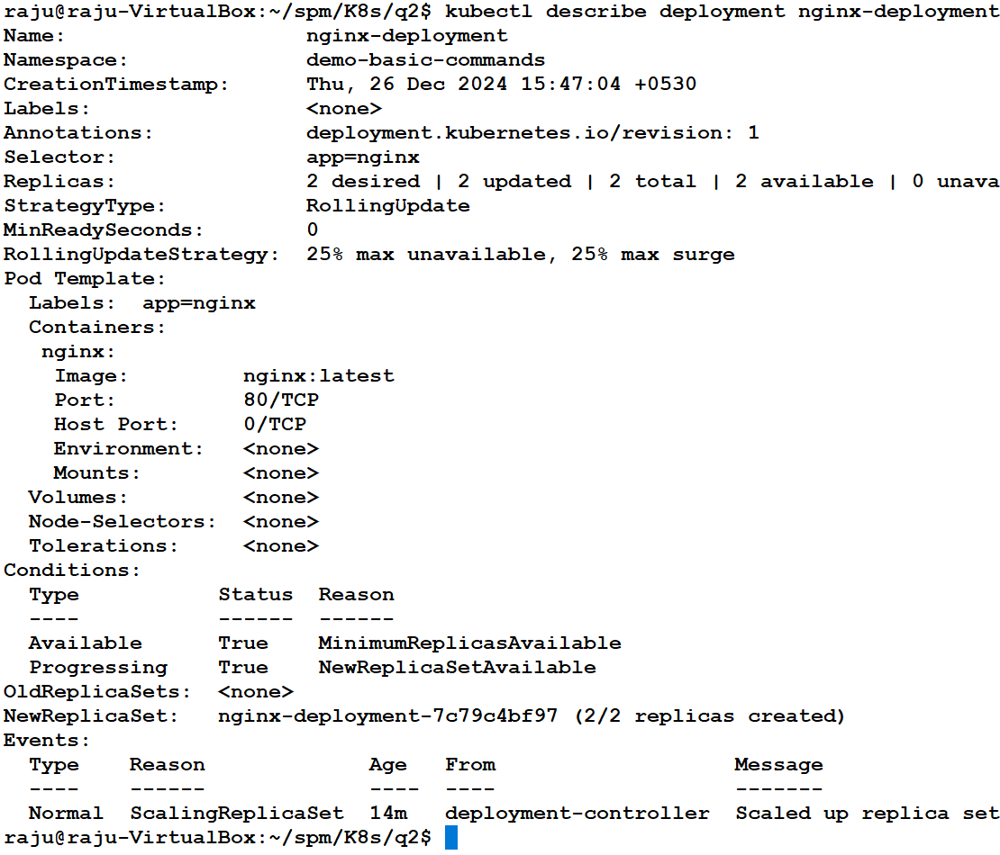 raju@raju-VirtualBox:~/spm/K8s/q2$ kubectl describe deployment nginx-deployment
Name:                   nginx-deployment
Namespace:              demo-basic-commands
CreationTimestamp:      Thu, 26 Dec 2024 15:47:04 +0530
Labels:                 <none>
Annotations:            deployment.kubernetes.io/revision: 1
Selector:               app=nginx
Replicas:               2 desired | 2 updated | 2 total | 2 available | 0 unava
StrategyType:           RollingUpdate
MinReadySeconds:        0
RollingUpdateStrategy:  25% max unavailable, 25% max surge
Pod Template:
  Labels:  app=nginx
  Containers:
   nginx:
    Image:         nginx:latest
    Port:          80/TCP
    Host Port:     0/TCP
    Environment:   <none>
    Mounts:        <none>
  Volumes:         <none>
  Node-Selectors:  <none>
  Tolerations:     <none>
Conditions:
  Type           Status  Reason
  ----           ------  ------
  Available      True    MinimumReplicasAvailable
  Progressing    True    NewReplicaSetAvailable
OldReplicaSets:  <none>
NewReplicaSet:   nginx-deployment-7c79c4bf97 (2/2 replicas created)
Events:
  Type    Reason             Age   From                   Message
  ----    ------             ----  ----                   -------
  Normal  ScalingReplicaSet  14m   deployment-controller  Scaled up replica set
raju@raju-VirtualBox:~/spm/K8s/q2$